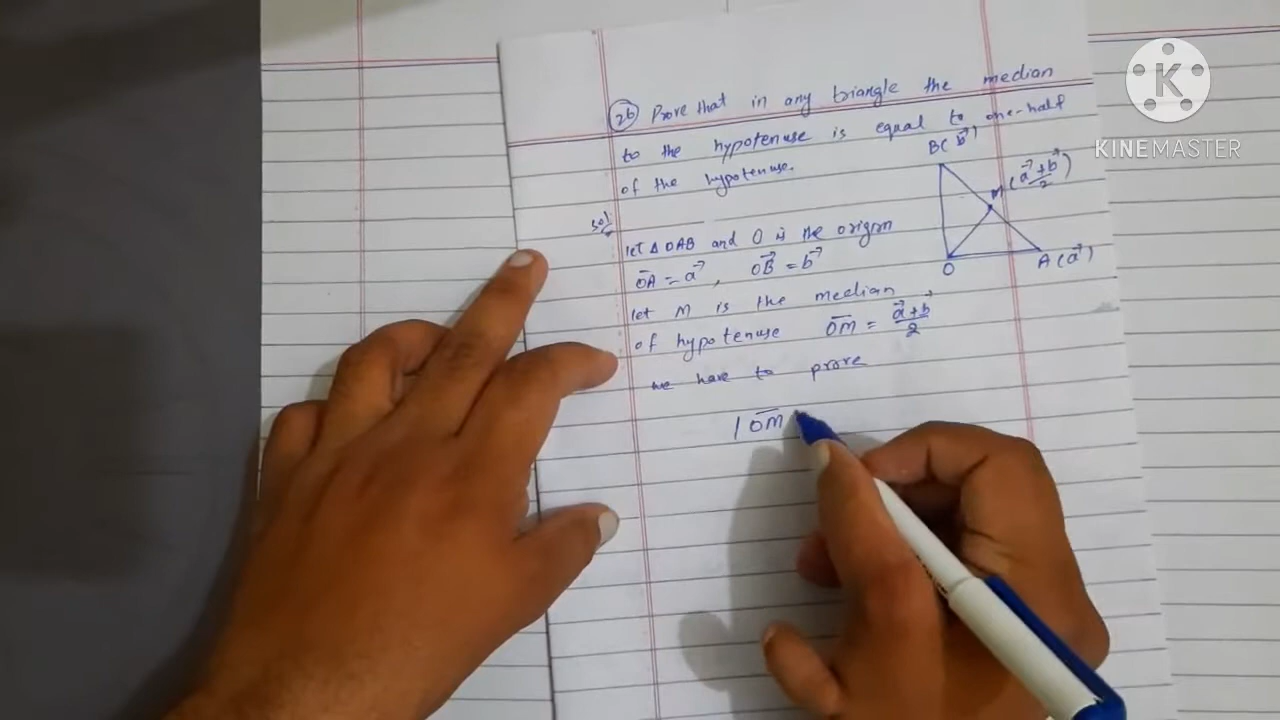 (26) Prove that in any triangle the median
to the hypotenuse is equal to one-half
of the hypotenuse.
B(b⃗)
M(a⃗+b⃗/2)
O
A(a⃗)
sol
let Δ OAB and O is the origin
OA = a⃗, OB⃗ = b⃗
let M is the median
of hypotenuse OM = a⃗+b⃗/2
we have to prove
|OM
K
KINEMASTER